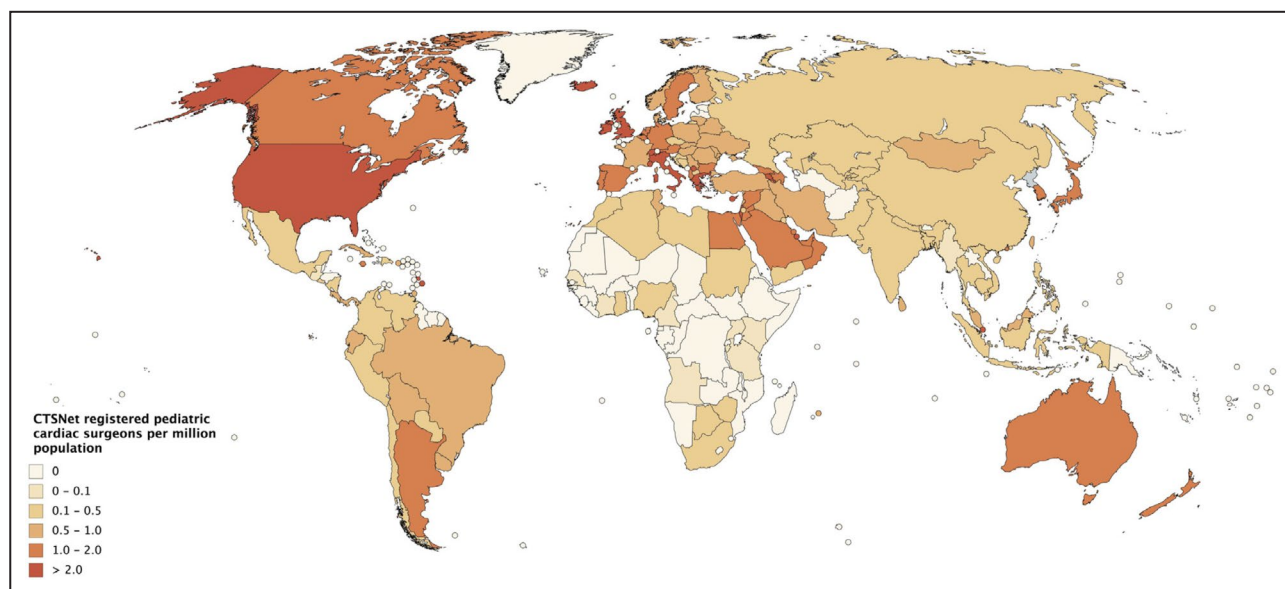 CTSNet registered pediatric
cardiac surgeons per million
population
0
0 – 0.1
0.1 – 0.5
0.5 – 1.0
1.0 – 2.0
> 2.0